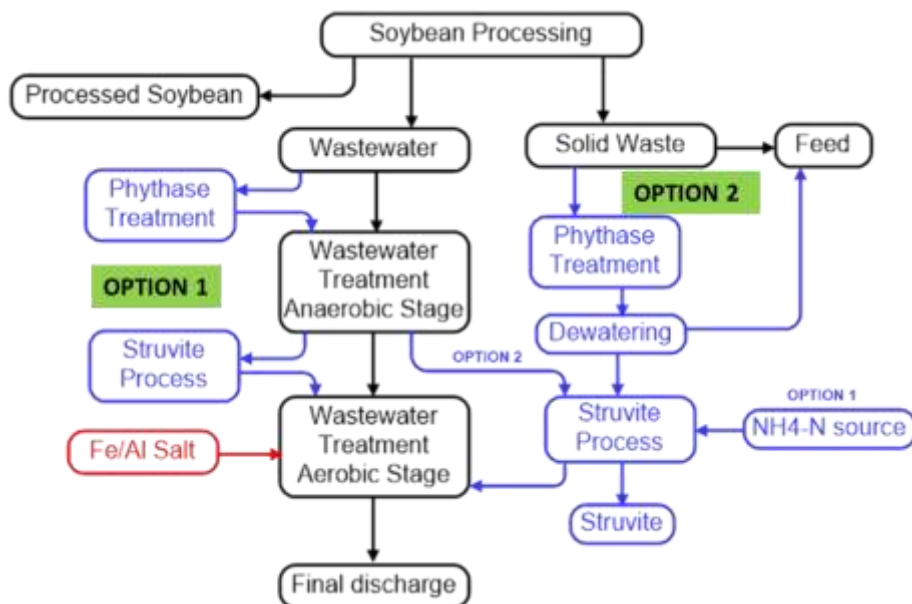 Soybean Processing
Processed Soybean
Wastewater
Solid Waste
Feed
Phythase
Treatment
OPTION 2
Wastewater
Treatment
Anaerobic Stage
Phythase
Treatment
OPTION 1
Dewatering
Struvite
Process
OPTION 2
OPTION 1
Wastewater
Treatment
Aerobic Stage
Struvite
Process
NH4-N source
Fe/Al Salt
Struvite
Final discharge